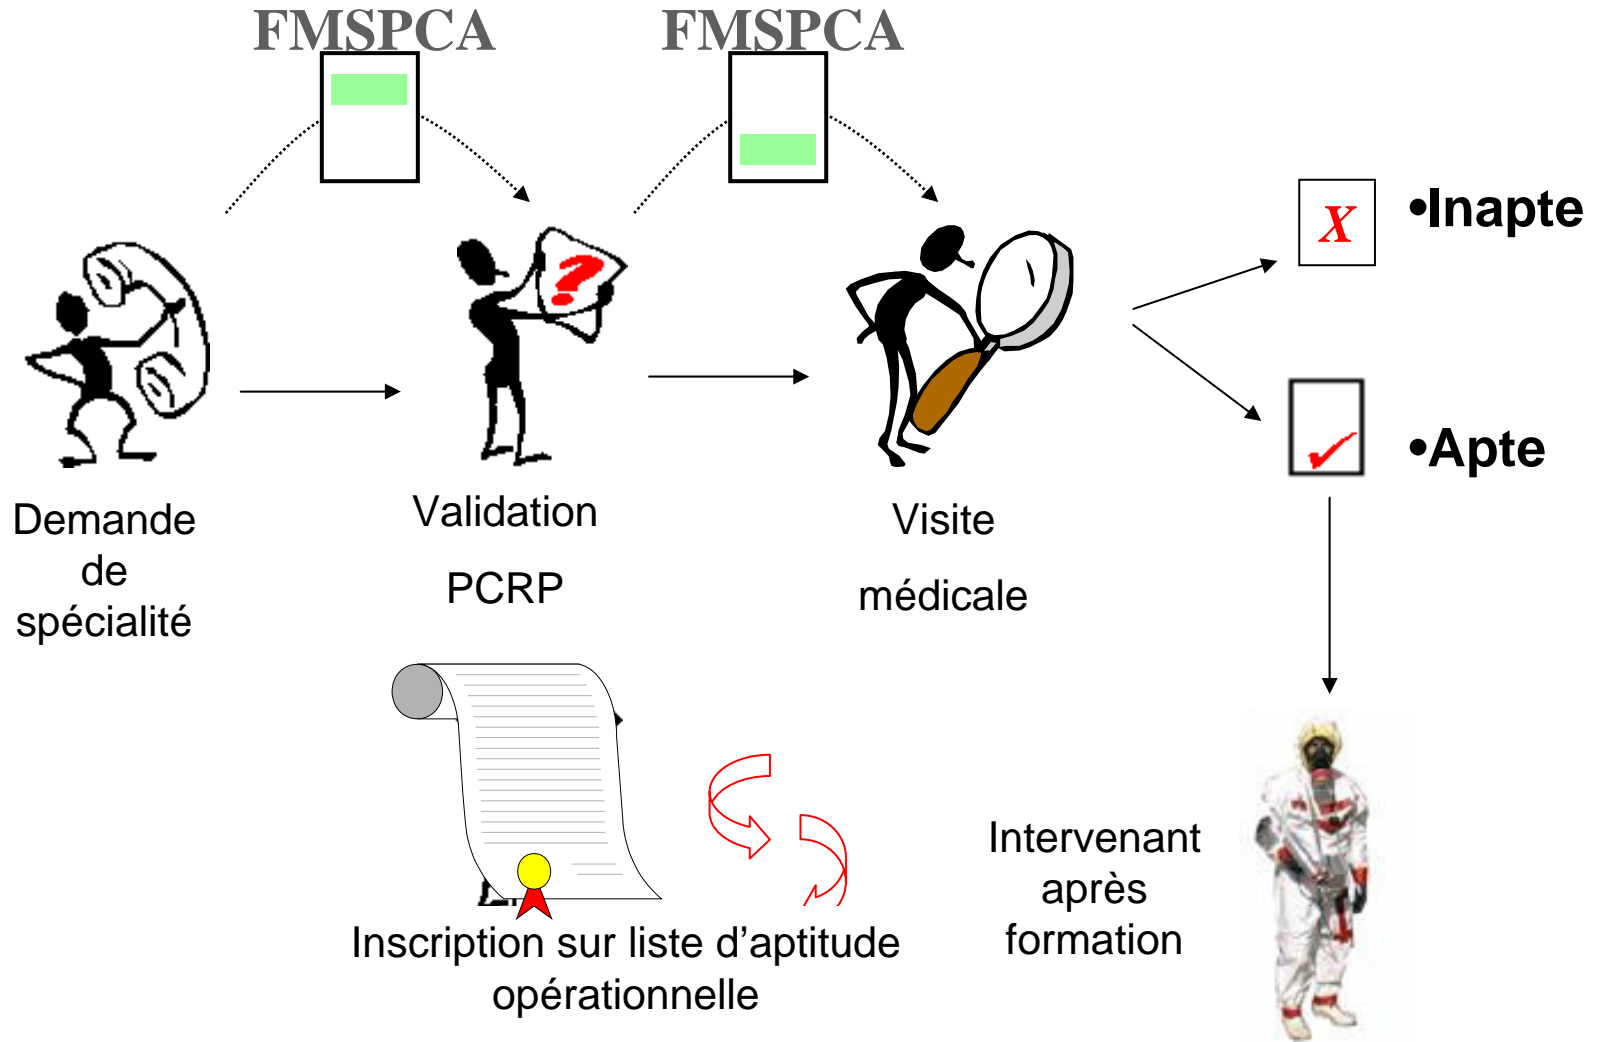 FMSPCA
FMSPCA
?
X
•Inapte
✓
•Apte
Demande
de
spécialité
Validation
PCRP
Visite
médicale
Intervenant
après
formation
Inscription sur liste d’aptitude
opérationnelle